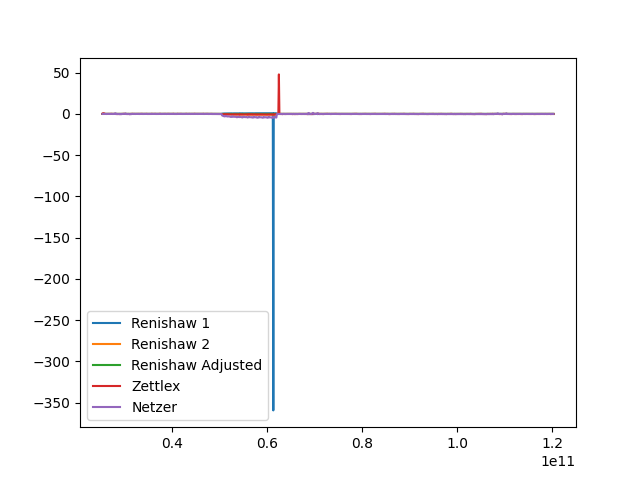 50
0
−50
−100
−150
−200
−250
−300
−350
Renishaw 1
Renishaw 2
Renishaw Adjusted
Zettlex
Netzer
0.4 0.6 0.8 1.0 1.2
1e11